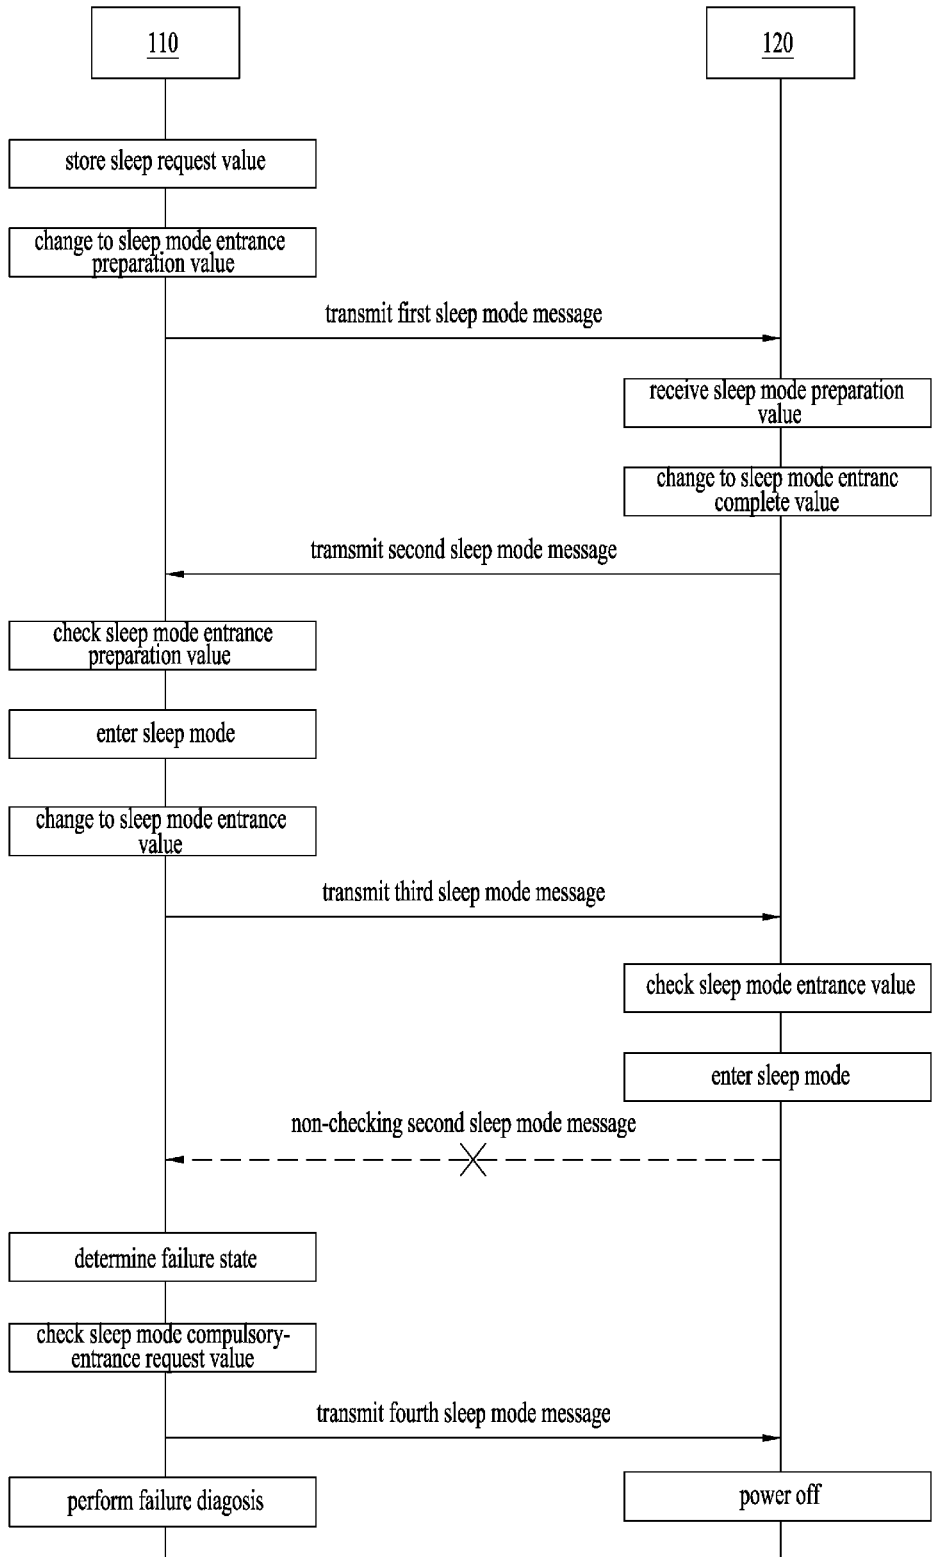 110
120
store sleep request value
change to sleep mode entrance
preparation value
transmit first sleep mode message
receive sleep mode preparation
value
change to sleep mode entranc
complete value
tramsmit second sleep mode message
check sleep mode entrance
preparation value
enter sleep mode
change to sleep mode entrance
value
transmit third sleep mode message
check sleep mode entrance value
enter sleep mode
non-checking second sleep mode message
determine failure state
check sleep mode compulsory-
entrance request value
transmit fourth sleep mode message
perform failure diagosis
power off